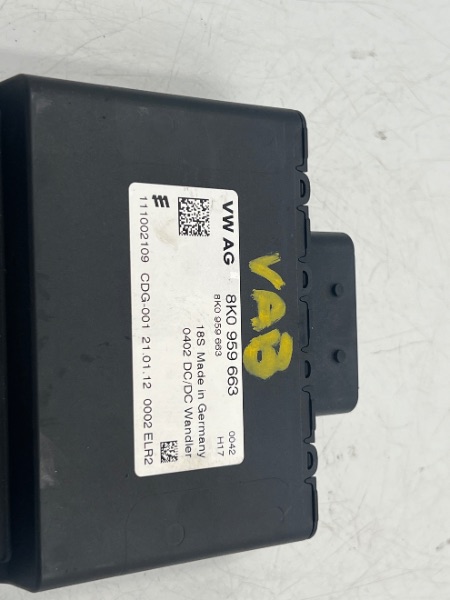 VW AG
8K0 959 663 0042
8K0 959 663 H17
18S Made in Germany
0402 DC/DC Wandler
111002109 CDG-001 21.01.12 0002 ELR2
VAB